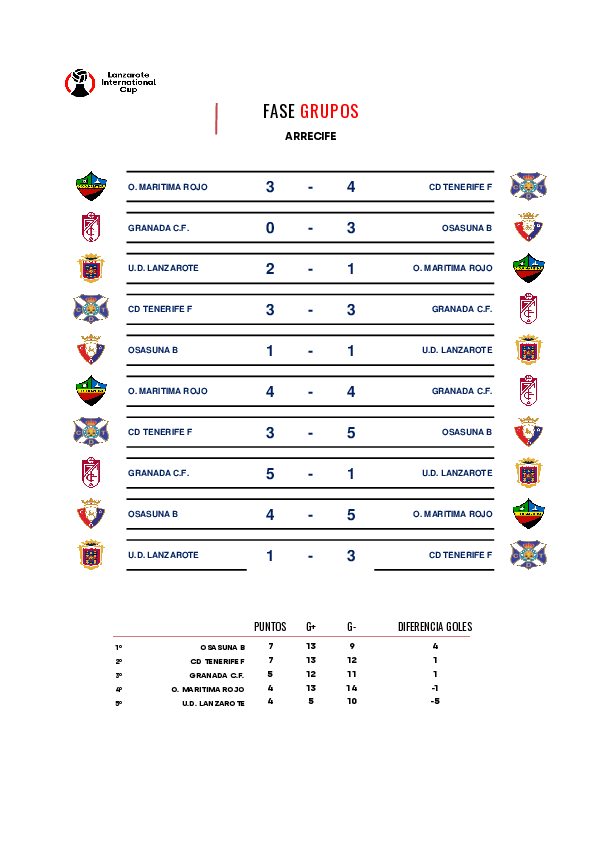 Lanzarote
International
Cup
FASE GRUPOS
ARRECIFE
O. MARITIMA ROJO 3 - 4 CD TENERIFE F
GRANADA C.F. 0 - 3 OSASUNA B
U.D. LANZAROTE 2 - 1 O. MARITIMA ROJO
CD TENERIFE F 3 - 3 GRANADA C.F.
OSASUNA B 1 - 1 U.D. LANZAROTE
O. MARITIMA ROJO 4 - 4 GRANADA C.F.
CD TENERIFE F 3 - 5 OSASUNA B
GRANADA C.F. 5 - 1 U.D. LANZAROTE
OSASUNA B 4 - 5 O. MARITIMA ROJO
U.D. LANZAROTE 1 - 3 CD TENERIFE F
PUNTOS G+ G- DIFERENCIA GOLES
1º OSASUNA B 7 13 9 4
2º CD TENERIFE F 7 13 12 1
3º GRANADA C.F. 5 12 11 1
4º O. MARITIMA ROJO 4 13 14 -1
5º U.D. LANZAROTE 4 5 10 -5